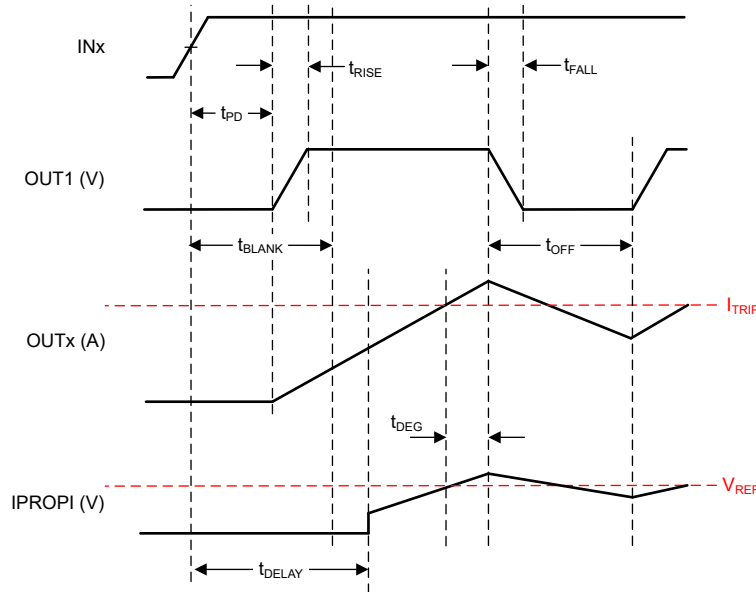 INx
tRISE
tFALL
tPD
OUT1 (V)
tBLANK
tOFF
ITRIP
OUTx (A)
tDEG
VREF
IPROPI (V)
tDELAY